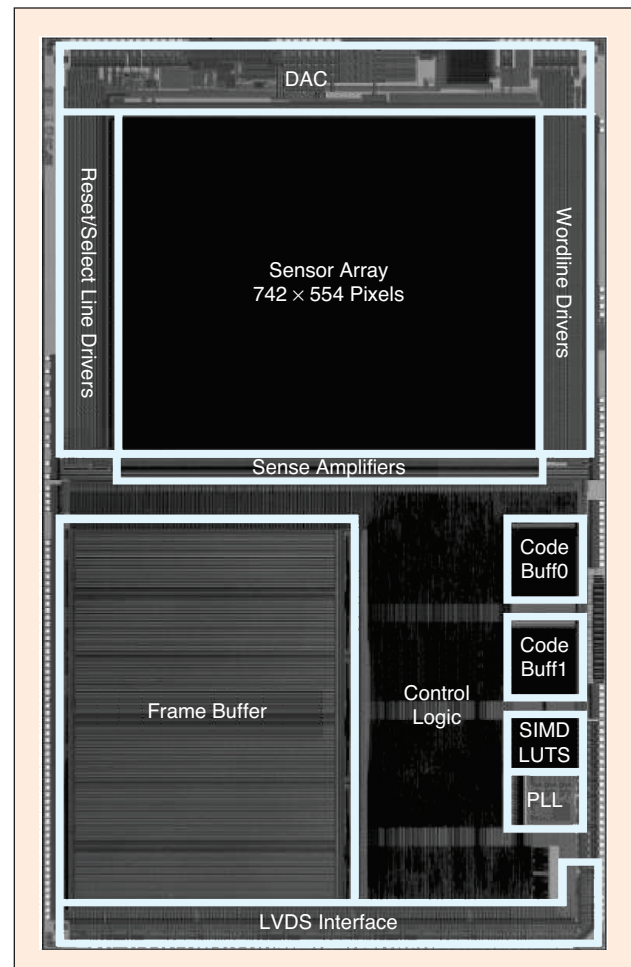 DAC
Reset/Select Line Drivers
Sensor Array
742 × 554 Pixels
Wordline Drivers
Sense Amplifiers
Frame Buffer
Control
Logic
Code
Buff0
Code
Buff1
SIMD
LUTS
PLL
LVDS Interface